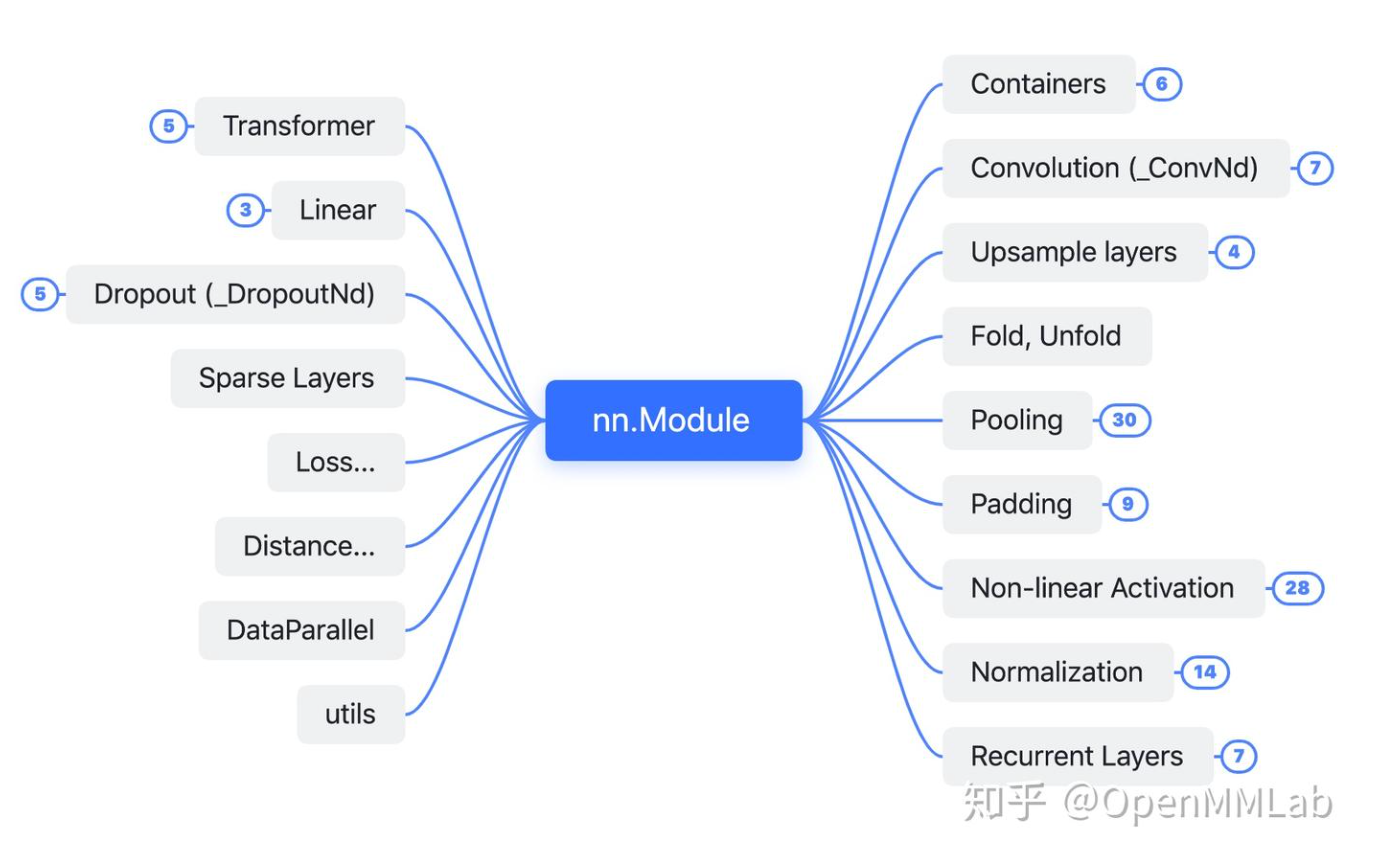 Transformer
5
Linear
3
Dropout (_DropoutNd)
5
Sparse Layers
Loss...
Distance...
DataParallel
utils
nn.Module
Containers
6
Convolution (_ConvNd)
7
Upsample layers
4
Fold, Unfold
Pooling
30
Padding
9
Non-linear Activation
28
Normalization
14
Recurrent Layers
7
知乎 @OpenMMLab